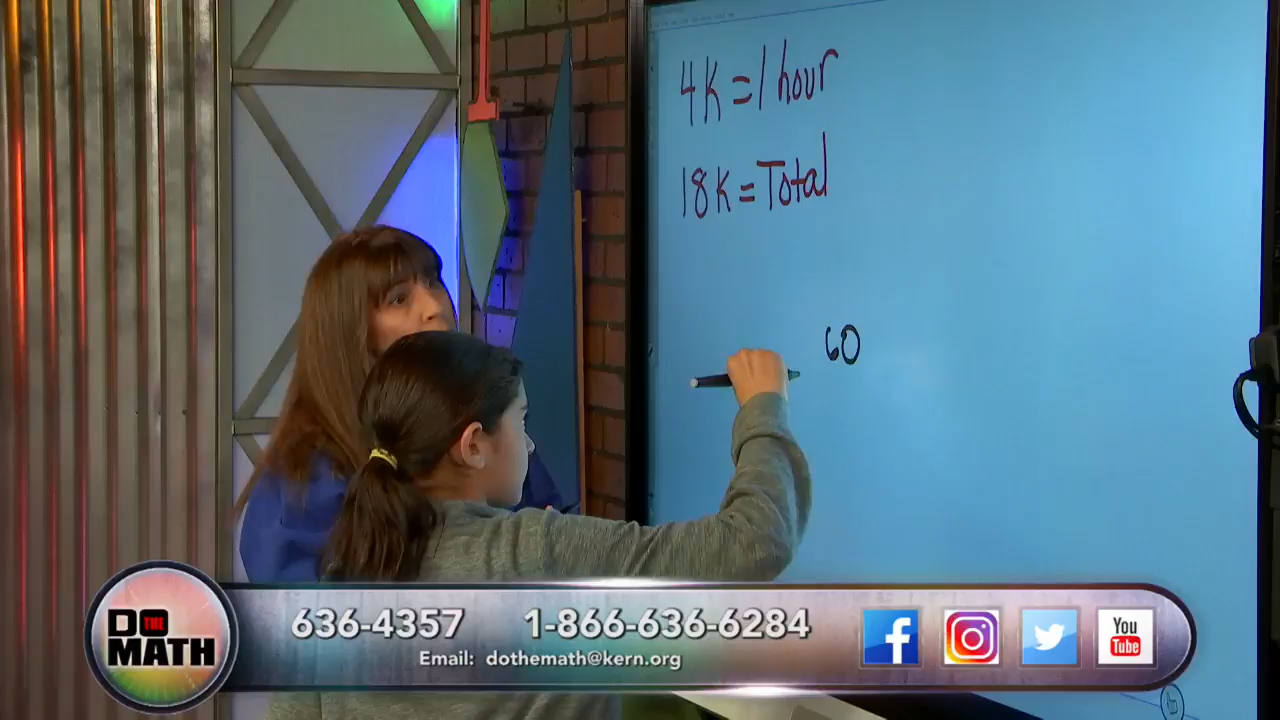 4K = 1 hour
18K = Total
60
DO THE MATH
636-4357 1-866-636-6284
Email: dothemath@kern.org
You Tube